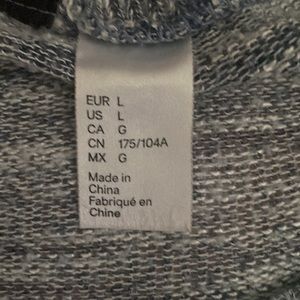 EUR L
US L
CA G
CN 175/104A
MX G
Made in
China
Fabriqué en
Chine